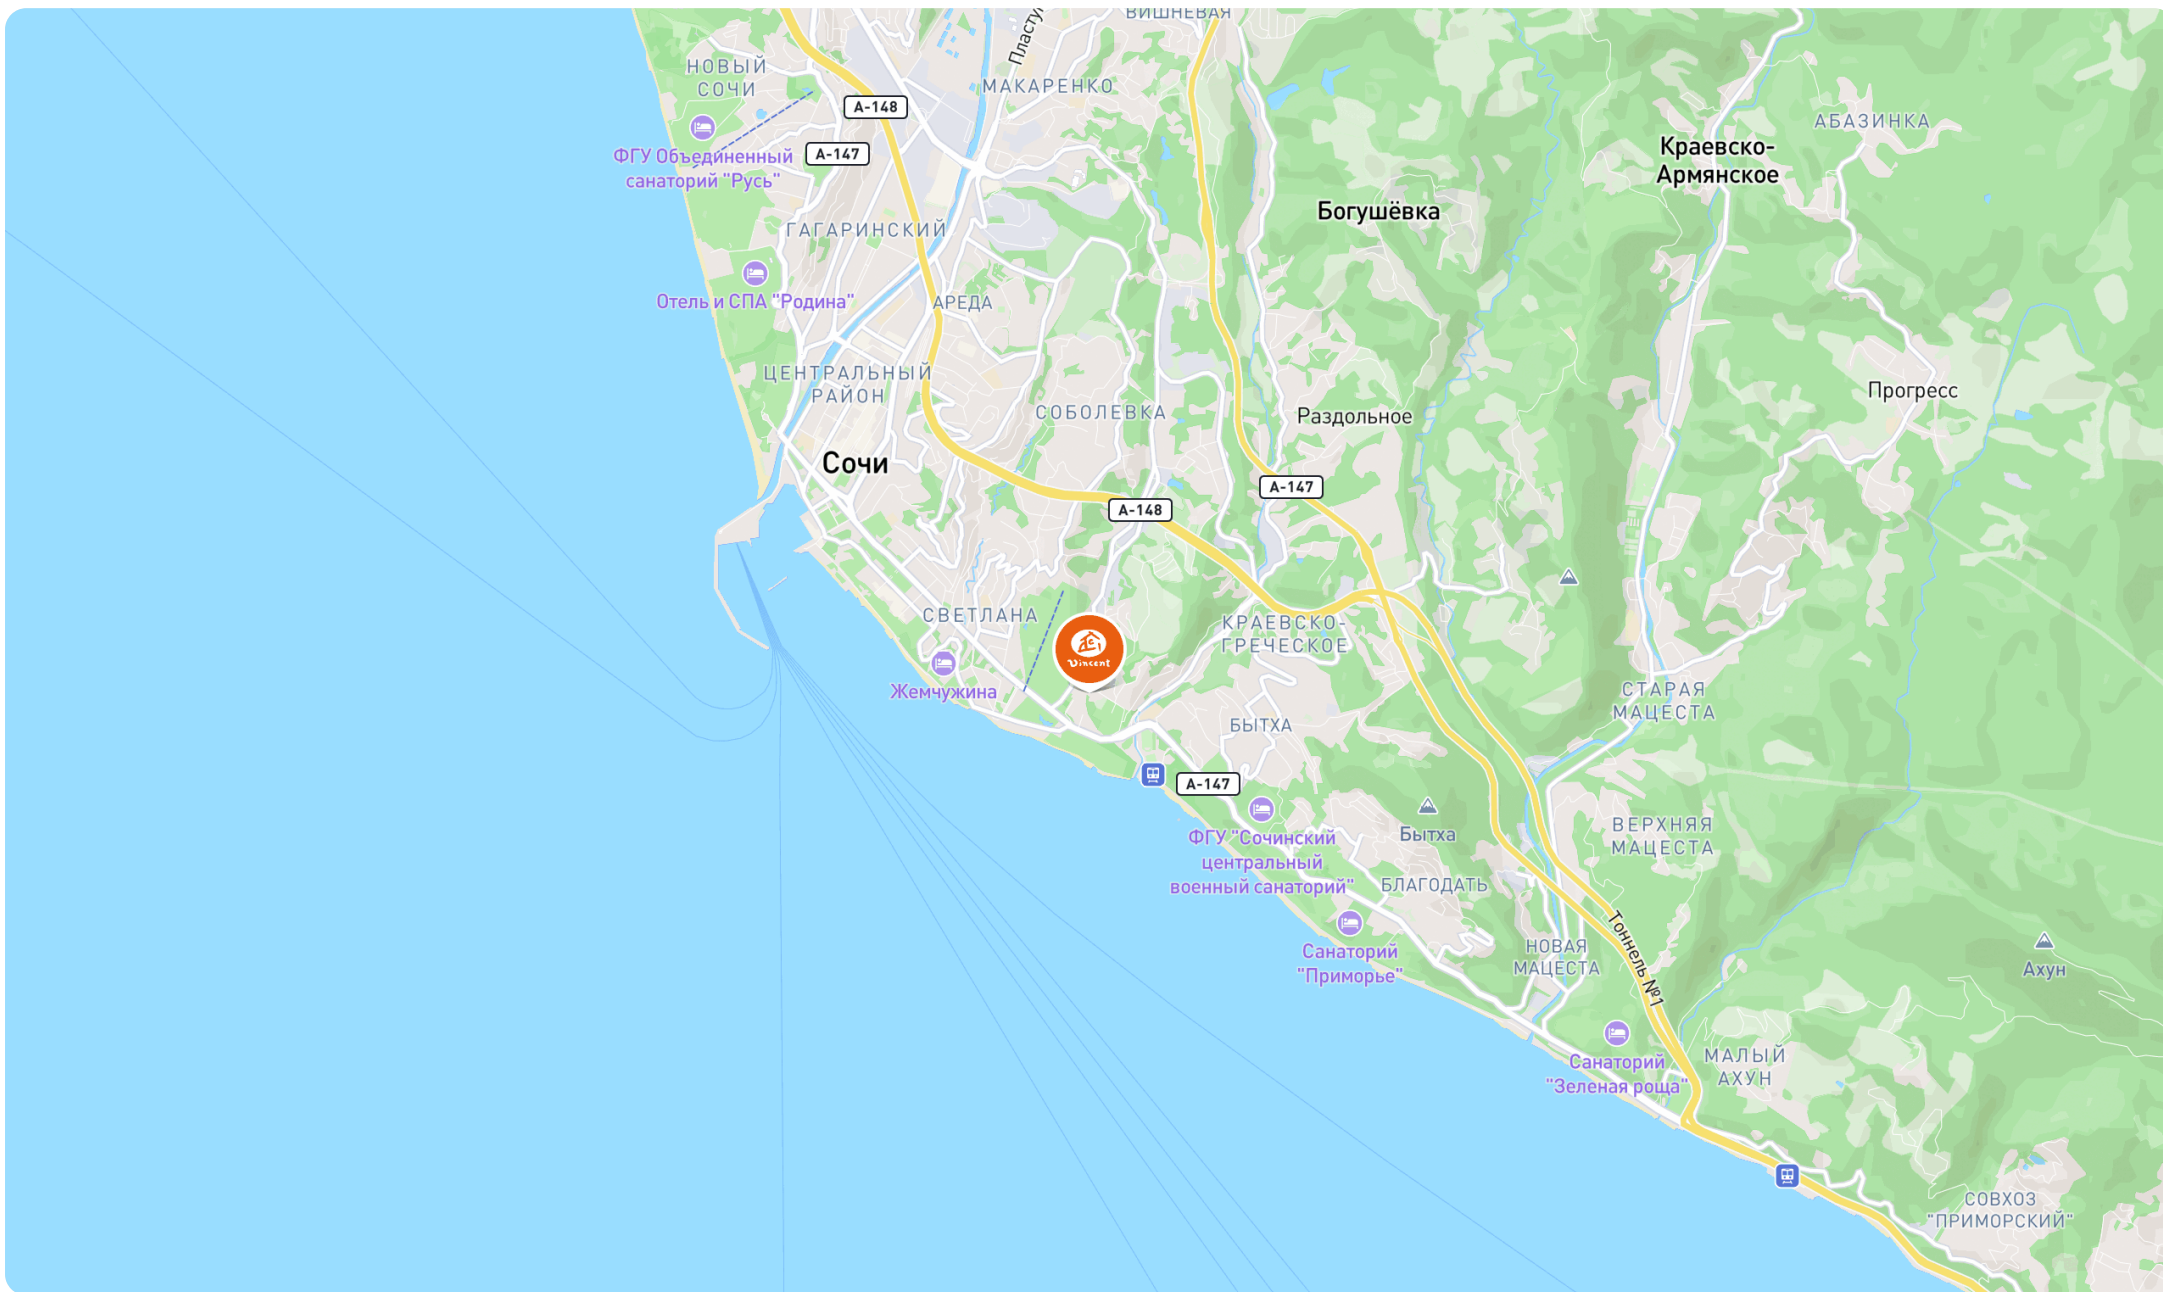 ВИШНЕВАЯ
Пласту
НОВЫЙ
СОЧИ
МАКАРЕНКО
А-148
АБАЗИНКА
ФГУ Объединенный
санаторий "Русь"
А-147
Краевско-
Армянское
Богушёвка
ГАГАРИНСКИЙ
Отель и СПА "Родина"
АРЕДА
ЦЕНТРАЛЬНЫЙ
РАЙОН
СОБОЛЕВКА
Раздольное
Прогресс
Сочи
А-147
А-148
СВЕТЛАНА
КРАЕВСКО-
ГРЕЧЕСКОЕ
Vincent
Жемчужина
СТАРАЯ
МАЦЕСТА
БЫТХА
А-147
ФГУ "Сочинский
центральный
военный санаторий"
Бытха
ВЕРХНЯЯ
МАЦЕСТА
БЛАГОДАТЬ
Санаторий
"Приморье"
НОВАЯ
МАЦЕСТА
Тоннель №1
Ахун
Санаторий
"Зеленая роща"
МАЛЫЙ
АХУН
СОВХОЗ
"ПРИМОРСКИЙ"